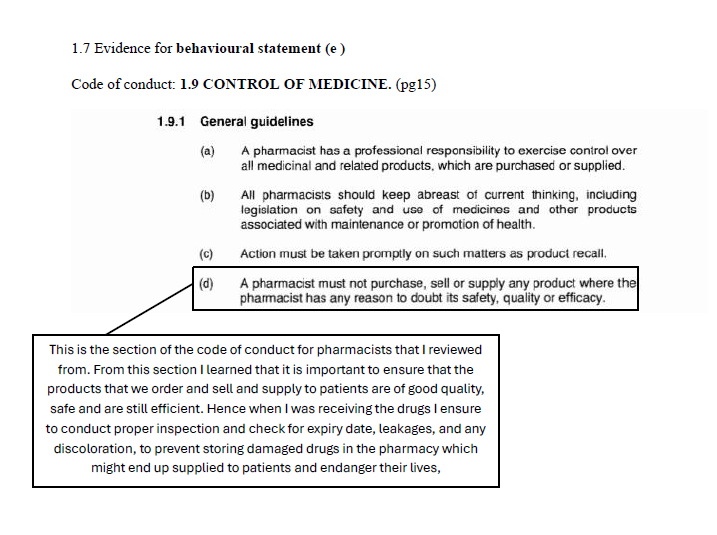 1.7 Evidence for behavioural statement (e )
Code of conduct: 1.9 CONTROL OF MEDICINE. (pg15)
1.9.1 General guidelines
(a) A pharmacist has a professional responsibility to exercise control over
all medicinal and related products, which are purchased or supplied.
(b) All pharmacists should keep abreast of current thinking, including
legislation on safety and use of medicines and other products
associated with maintenance or promotion of health.
(c) Action must be taken promptly on such matters as product recall.
(d) A pharmacist must not purchase, sell or supply any product where the
pharmacist has any reason to doubt its safety, quality or efficacy.
This is the section of the code of conduct for pharmacists that I reviewed
from. From this section I learned that it is important to ensure that the
products that we order and sell and supply to patients are of good quality,
safe and are still efficient. Hence when I was receiving the drugs I ensure
to conduct proper inspection and check for expiry date, leakages, and any
discoloration, to prevent storing damaged drugs in the pharmacy which
might end up supplied to patients and endanger their lives,